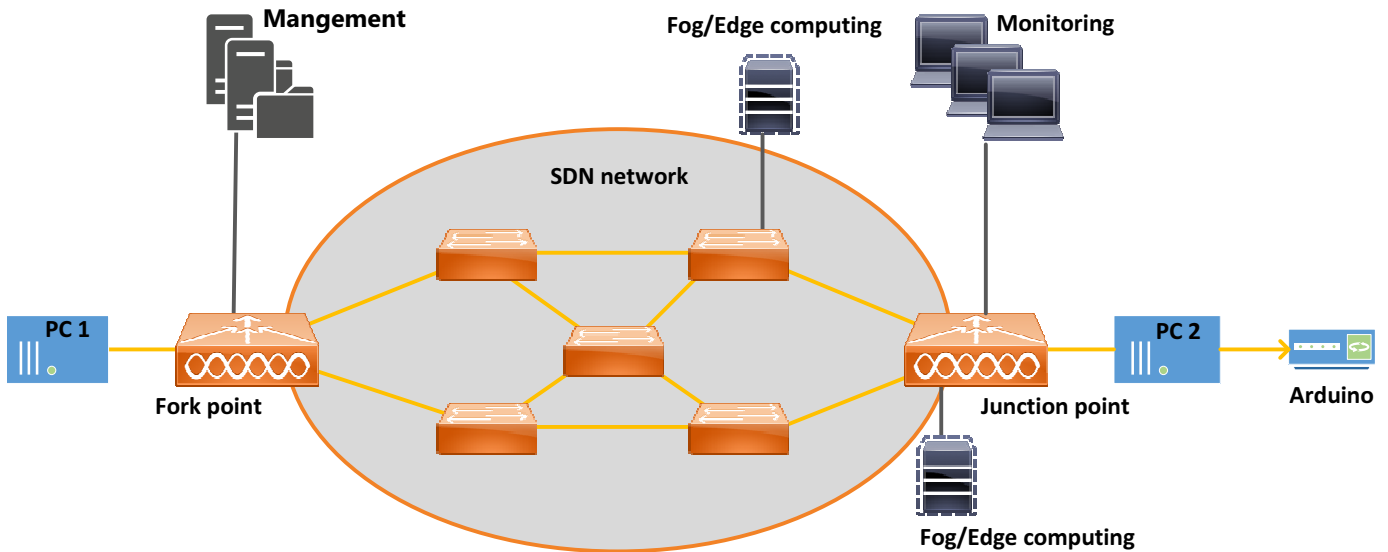 Mangement
Fog/Edge computing
Monitoring
SDN network
PC 1
PC 2
Fork point
Junction point
Arduino
Fog/Edge computing